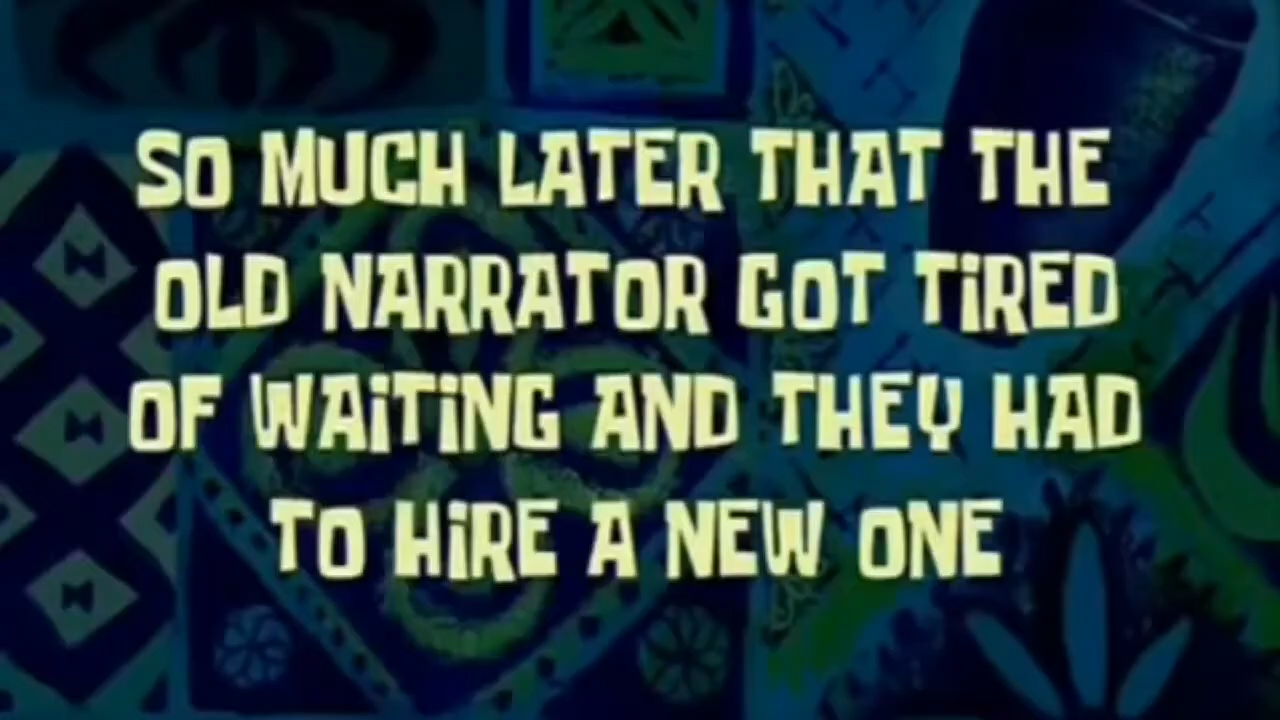 SO MUCH LATER THAT THE
OLD NARRATOR GOT TiRED
OF WAiTiNG AND THEY HAD
TO HiRE A NEW ONE